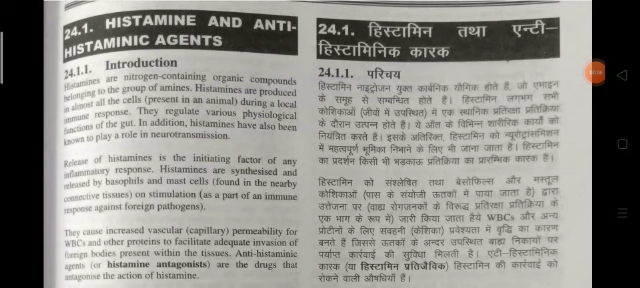 24.1. HISTAMINE AND ANTI-
HISTAMINIC AGENTS
24.1.1. Introduction
Histamines are nitrogen-containing organic compounds
belonging to the group of amines. Histamines are produced
in almost all the cells (present in an animal) during a local
immune response. They regulate various physiological
functions of the gut. In addition, histamines have also been
known to play a role in neurotransmission.
Release of histamines is the initiating factor of any
inflammatory response. Histamines are synthesised and
released by basophils and mast cells (found in the nearby
connective tissues) on stimulation (as a part of an immune
response against foreign pathogens).
They cause increased vascular (capillary) permeability for
WBCs and other proteins to facilitate adequate invasion of
foreign bodies present within the tissues. Anti-histaminic
agents (or histamine antagonists) are the drugs that
antagonise the action of histamine.
24.1. हिस्टामिन तथा एन्टी-
हिस्टामिनिक कारक
24.1.1. परिचय
हिस्टामिन नाइट्रोजन युक्त कार्बनिक यौगिक होते हैं, जो एमाइन
के समूह से सम्बन्धित होते है। हिस्टामिन लगभग सभी
कोशिकाओं (जीवों में उपस्थित) में एक स्थानिक प्रतिरक्षा प्रतिक्रिया
के दौरान उत्पन्न होते है। ये आँत के विभिन्न शारीरिक कार्यों को
नियंत्रित करते है। इसके अतिरिक्त, हिस्टामिन को न्यूरोट्रांसमिशन
में महत्वपूर्ण भूमिका निभाने के लिए भी जाना जाता है। हिस्टामिन
का प्रदर्शन किसी भी भड़काऊ प्रतिक्रिया का प्रारम्भिक कारक है।
हिस्टामिन को संश्लेषित तथा बेसोफिल्स और मस्तूल
कोशिकाओं (पास के संयोजी ऊतकों में पाया जाता है) द्वारा
उत्तेजना पर (वाह्य रोगजनकों के विरूद्ध प्रतिरक्षा प्रतिक्रिया के
एक भाग के रूप में) जारी किया जाता हैये WBCs और अन्य
प्रोटीनों के लिए सवहनी (केशिका) प्रवेश्यता में वृद्धि का कारण
बनते है जिससे ऊतकों के अन्दर उपस्थित बाह्य निकायों पर
पर्याप्त कार्रवाई की सुविधा मिलती है। एंटी-हिस्टामिनिक
कारक (या हिस्टामिन प्रतिजैविक) हिस्टामिन की कार्रवाई को
रोकने वाली औषधियाँ हैं।